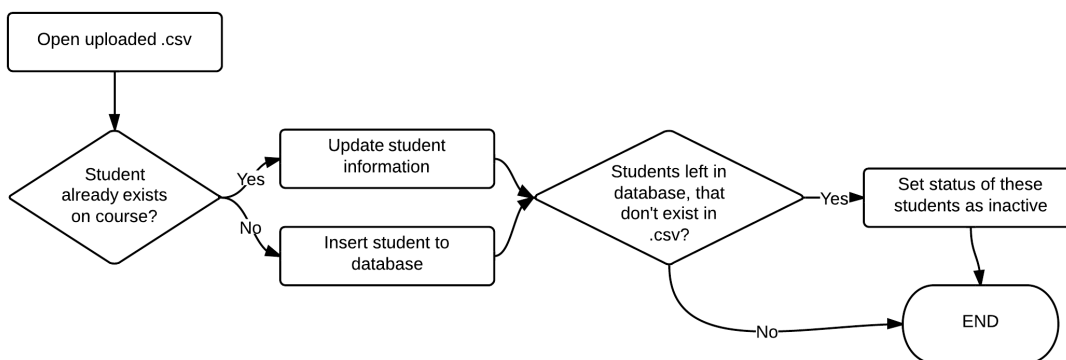 Open uploaded .csv
Student
already exists
on course?
Yes
No
Update student
information
Insert student to
database
Students left in
database, that
don't exist in
.csv?
Yes
No
Set status of these
students as inactive
END